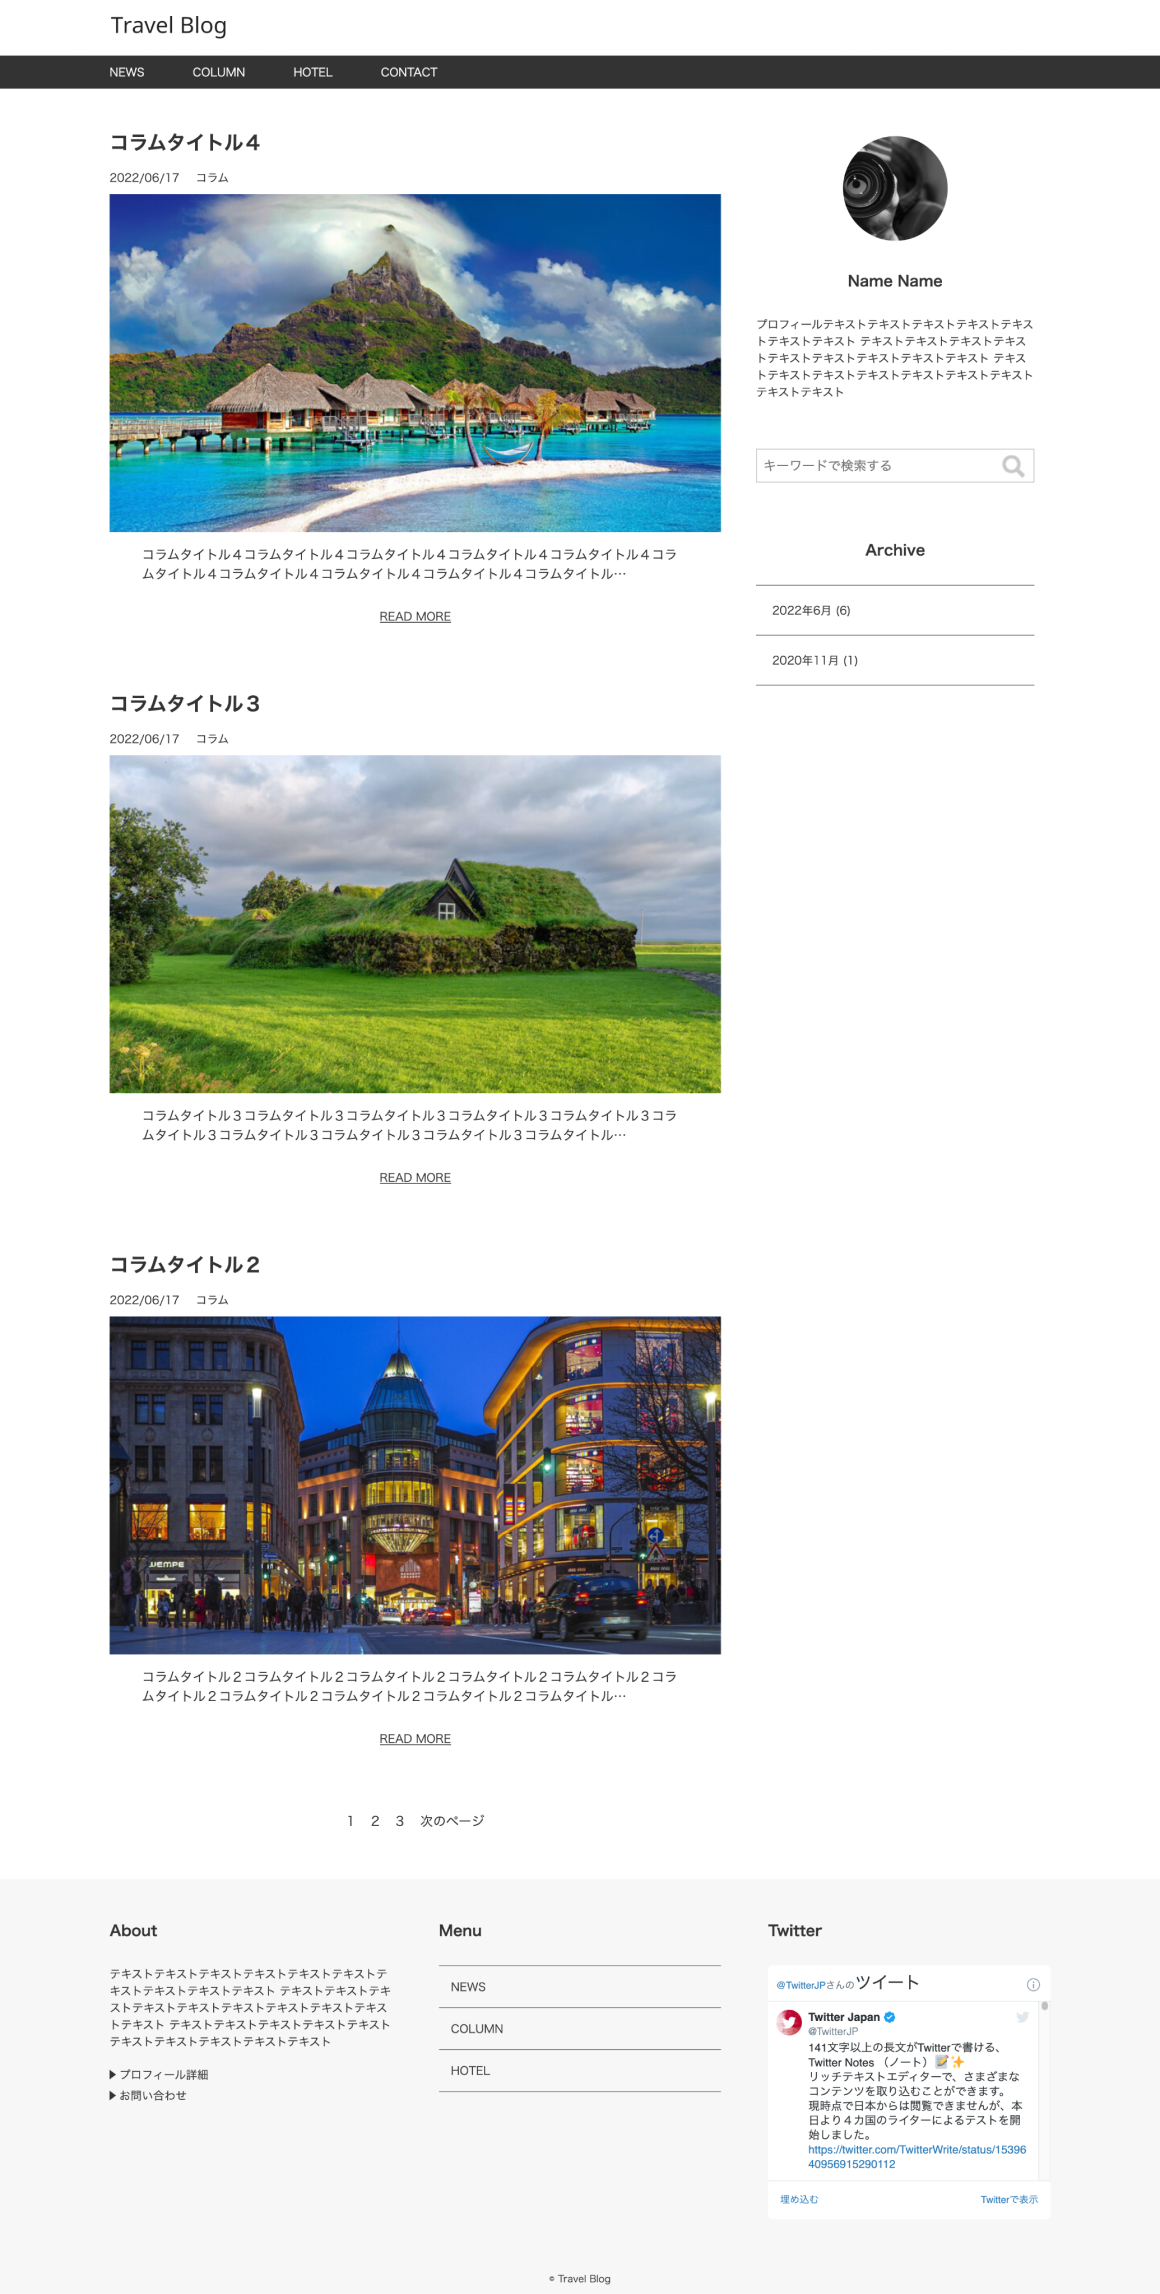 Travel Blog
NEWS COLUMN HOTEL CONTACT
コラムタイトル４
2022/06/17 コラム
コラムタイトル４コラムタイトル４コラムタイトル４コラムタイトル４コラムタイトル４コラ
ムタイトル４コラムタイトル４コラムタイトル４コラムタイトル４コラムタイトル…
READ MORE
コラムタイトル３
2022/06/17 コラム
コラムタイトル３コラムタイトル３コラムタイトル３コラムタイトル３コラムタイトル３コラ
ムタイトル３コラムタイトル３コラムタイトル３コラムタイトル３コラムタイトル…
READ MORE
コラムタイトル２
2022/06/17 コラム
WEMPE
コラムタイトル２コラムタイトル２コラムタイトル２コラムタイトル２コラムタイトル２コラ
ムタイトル２コラムタイトル２コラムタイトル２コラムタイトル２コラムタイトル…
READ MORE
1 2 3 次のページ
Name Name
プロフィールテキストテキストテキストテキストテキス
トテキストテキスト テキストテキストテキストテキス
トテキストテキストテキストテキストテキスト テキス
トテキストテキストテキストテキストテキストテキスト
テキストテキスト
キーワードで検索する
Archive
2022年6月 (6)
2020年11月 (1)
About
テキストテキストテキストテキストテキストテキストテ
キストテキストテキストテキスト テキストテキストテキ
ストテキストテキストテキストテキストテキストテキス
トテキスト テキストテキストテキストテキストテキスト
テキストテキストテキストテキストテキスト
プロフィール詳細
お問い合わせ
Menu
NEWS
COLUMN
HOTEL
Twitter
@TwitterJPさんのツイート
Twitter Japan
@TwitterJP
141文字以上の長文がTwitterで書ける、
Twitter Notes （ノート）📝✨
リッチテキストエディターで、さまざまな
コンテンツを取り込むことができます。
現時点で日本からは閲覧できませんが、本
日より４カ国のライターによるテストを開
始しました。
https://twitter.com/TwitterWrite/status/15396
40956915290112
埋め込む Twitterで表示
© Travel Blog